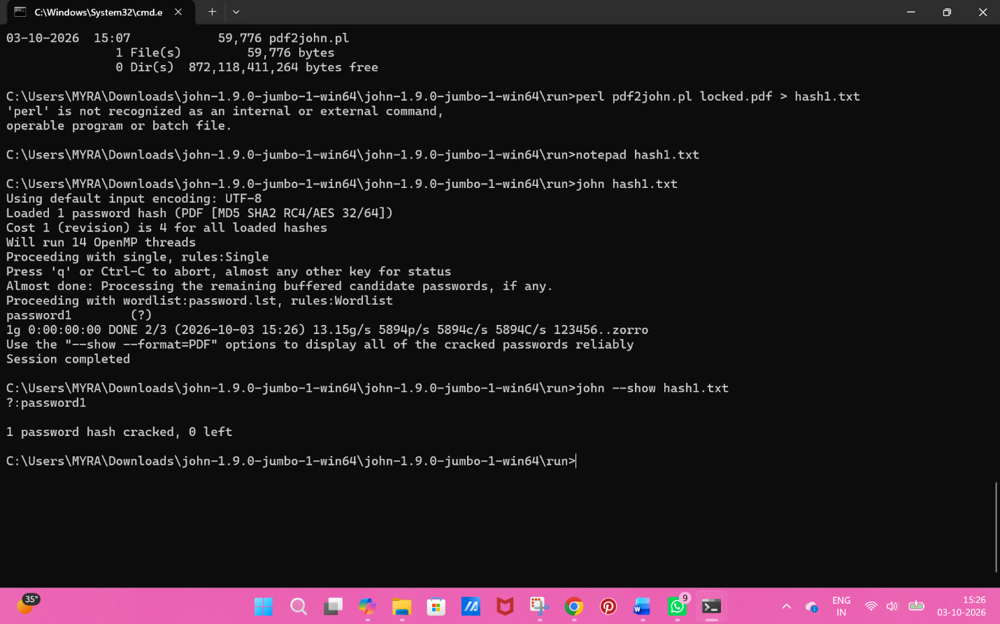 C:\Windows\System32\cmd.e
03-10-2026  15:07            59,776 pdf2john.pl
               1 File(s)         59,776 bytes
               0 Dir(s)  872,118,411,264 bytes free
C:\Users\MYRA\Downloads\john-1.9.0-jumbo-1-win64\john-1.9.0-jumbo-1-win64\run>perl pdf2john.pl locked.pdf > hash1.txt
'perl' is not recognized as an internal or external command,
operable program or batch file.
C:\Users\MYRA\Downloads\john-1.9.0-jumbo-1-win64\john-1.9.0-jumbo-1-win64\run>notepad hash1.txt
C:\Users\MYRA\Downloads\john-1.9.0-jumbo-1-win64\john-1.9.0-jumbo-1-win64\run>john hash1.txt
Using default input encoding: UTF-8
Loaded 1 password hash (PDF [MD5 SHA2 RC4/AES 32/64])
Cost 1 (revision) is 4 for all loaded hashes
Will run 14 OpenMP threads
Proceeding with single, rules:Single
Press 'q' or Ctrl-C to abort, almost any other key for status
Almost done: Processing the remaining buffered candidate passwords, if any.
Proceeding with wordlist:password.lst, rules:Wordlist
password1        (?)
1g 0:00:00:00 DONE 2/3 (2026-10-03 15:26) 13.15g/s 5894p/s 5894c/s 5894C/s 123456..zorro
Use the "--show --format=PDF" options to display all of the cracked passwords reliably
Session completed
C:\Users\MYRA\Downloads\john-1.9.0-jumbo-1-win64\john-1.9.0-jumbo-1-win64\run>john --show hash1.txt
?:password1
1 password hash cracked, 0 left
C:\Users\MYRA\Downloads\john-1.9.0-jumbo-1-win64\john-1.9.0-jumbo-1-win64\run>
35°
9
ENG
IN
15:26
03-10-2026